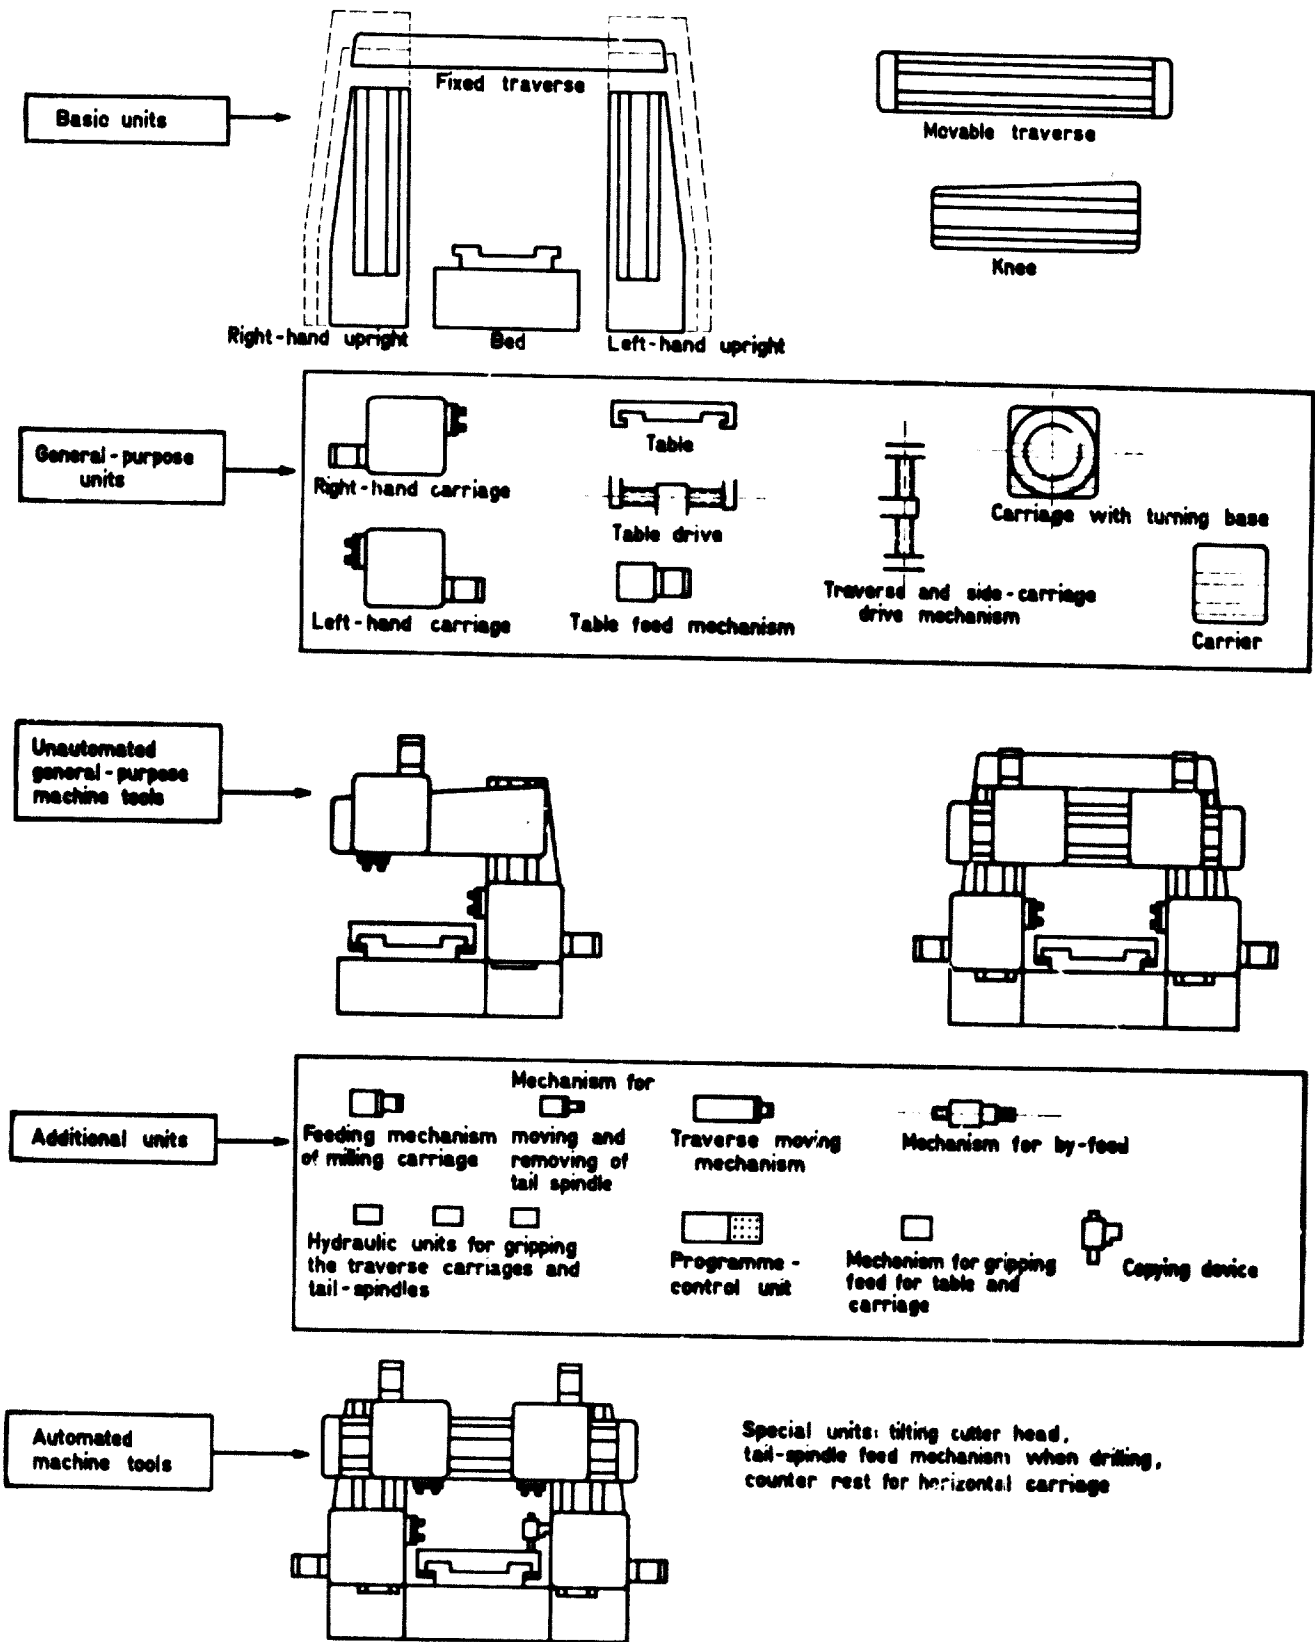 Basic units
Fixed traverse
Movable traverse
Knee
Right-hand upright
Bed
Left-hand upright
General-purpose
units
Right-hand carriage
Table
Table drive
Carriage with turning base
Left-hand carriage
Table feed mechanism
Traverse and side-carriage
drive mechanism
Carrier
Unautomated
general-purpose
machine tools
Additional units
Feeding mechanism
of milling carriage
Mechanism for
moving and
removing of
tail spindle
Traverse moving
mechanism
Mechanism for by-feed
Hydraulic units for gripping
the traverse carriages and
tail-spindles
Programme-
control unit
Mechanism for gripping
feed for table and
carriage
Copying device
Automated
machine tools
Special units: tilting cutter head,
tail-spindle feed mechanism when drilling,
counter rest for horizontal carriage